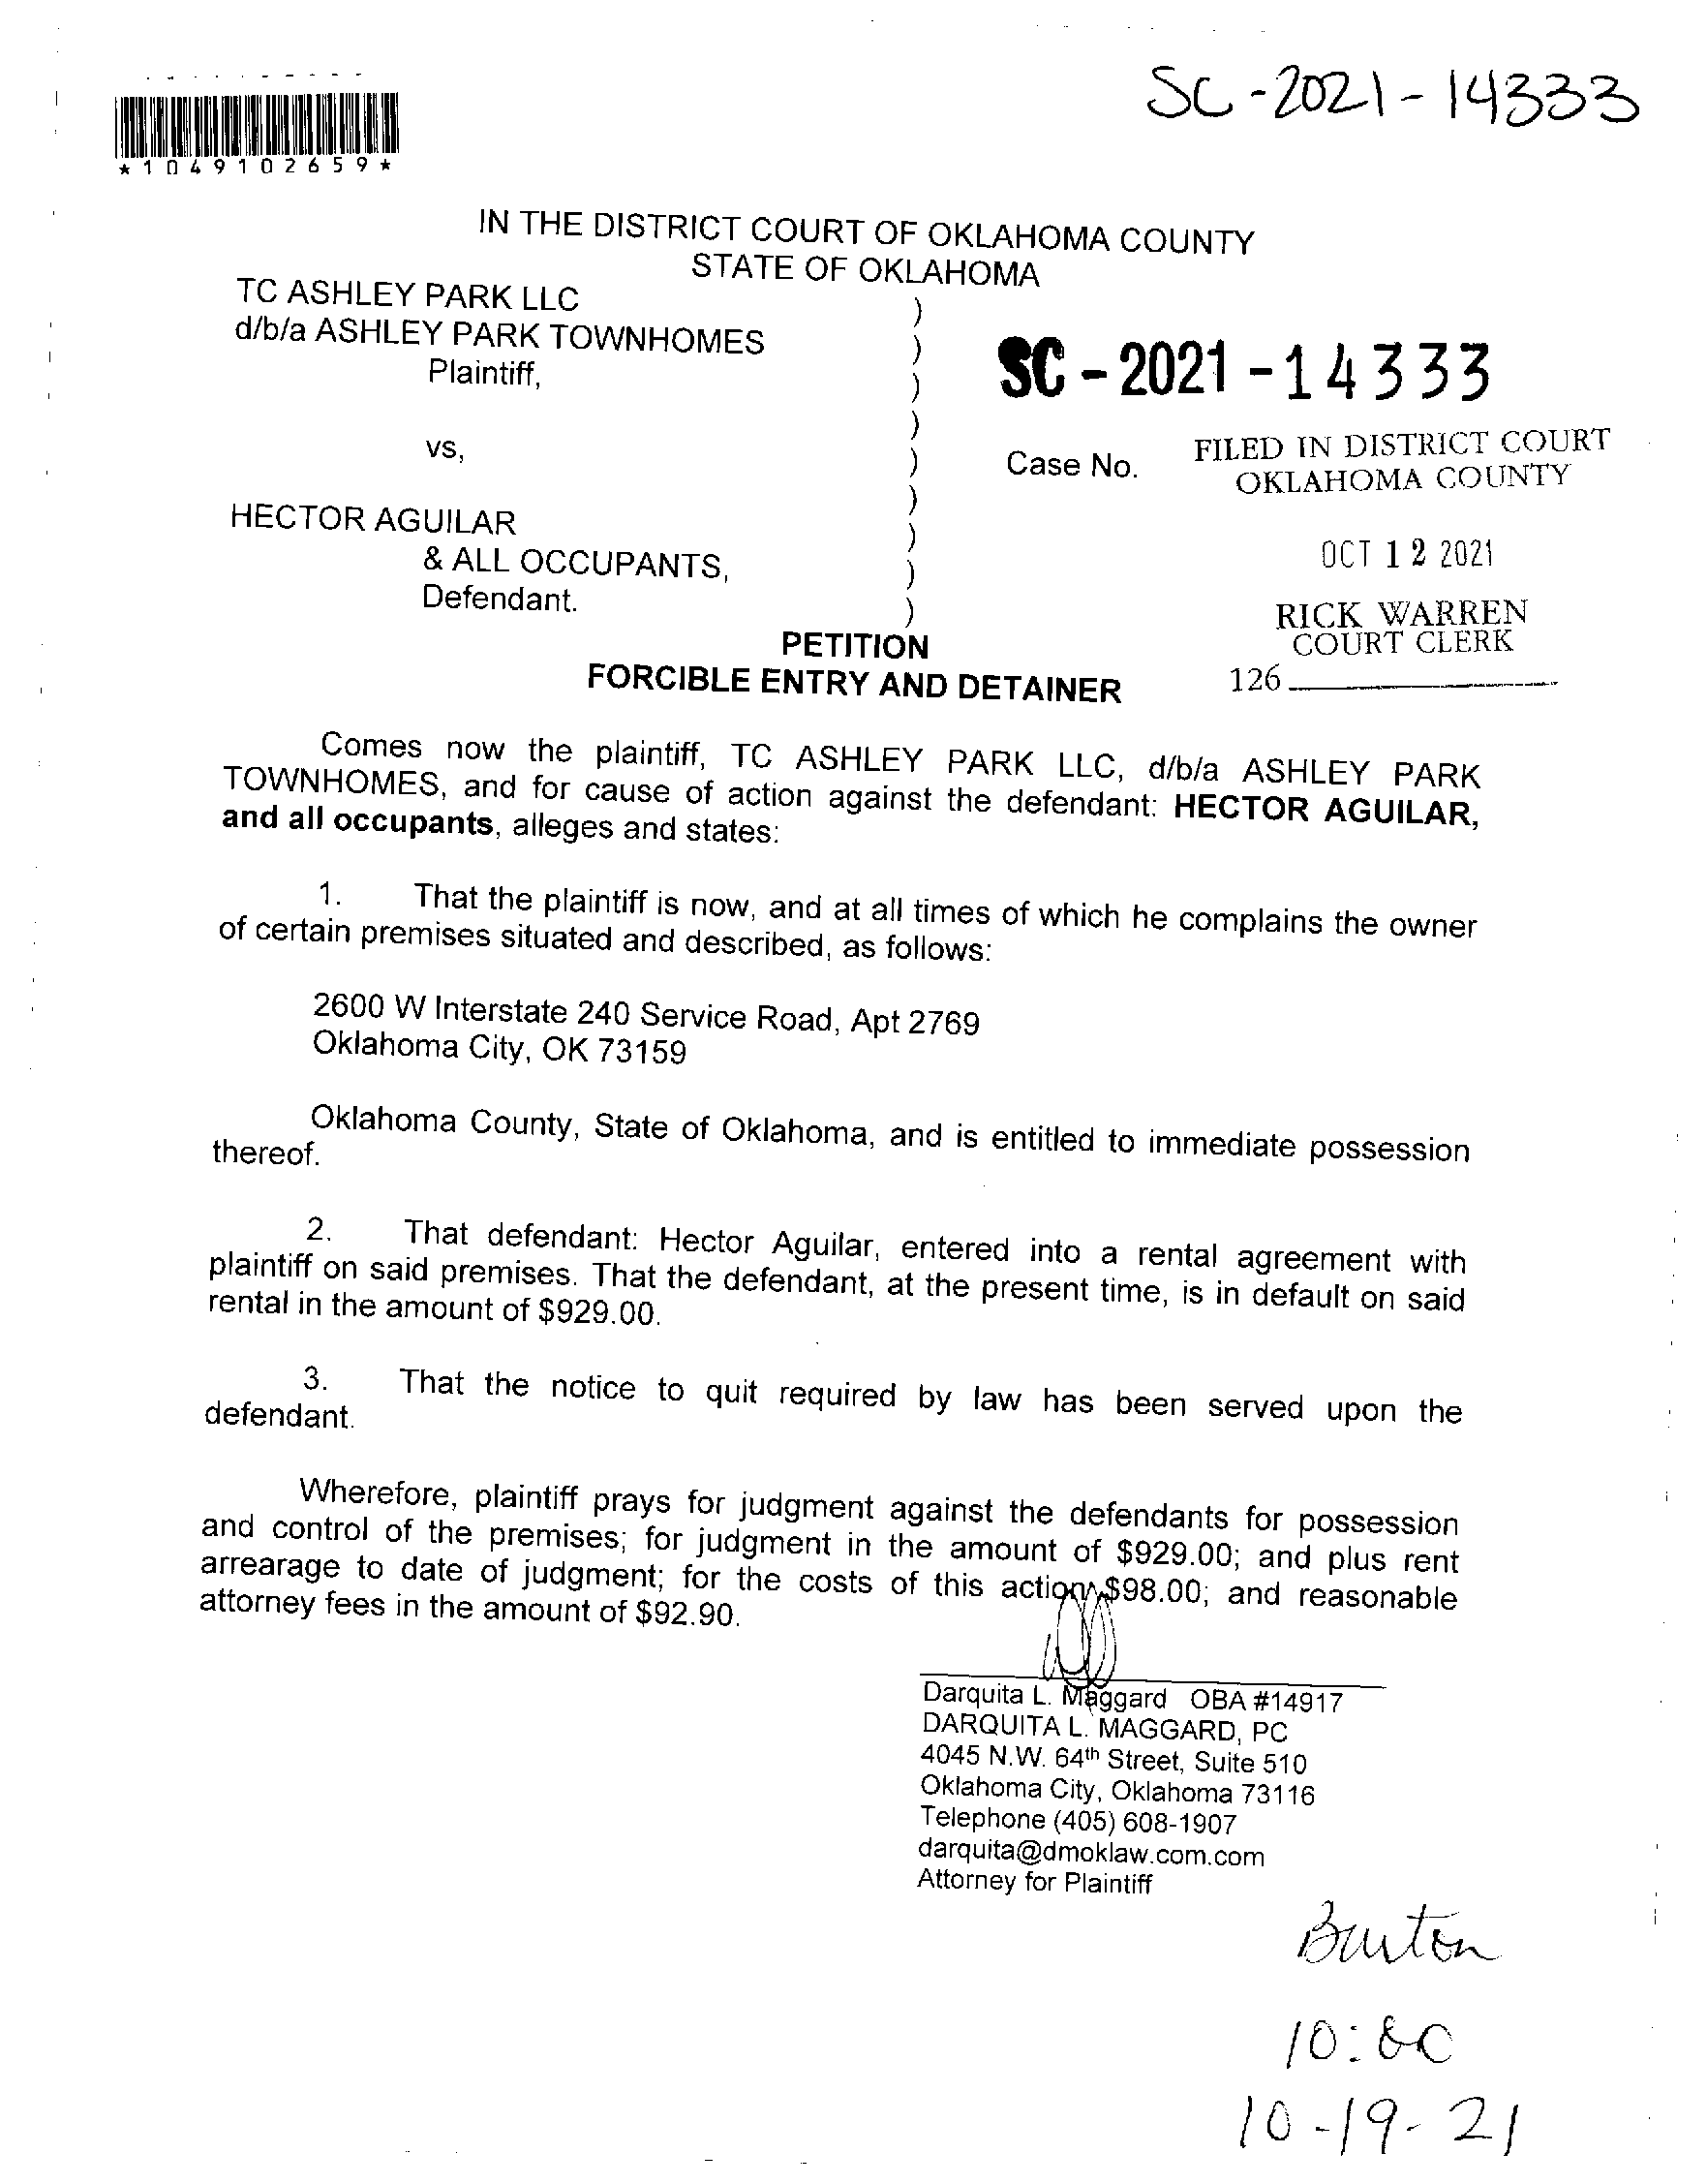 SC-2021-14333
*1049102659*
IN THE DISTRICT COURT OF OKLAHOMA COUNTY
STATE OF OKLAHOMA
TC ASHLEY PARK LLC )
d/b/a ASHLEY PARK TOWNHOMES )
Plaintiff, )
SC-2021-14333
)
vs, )
Case No.
FILED IN DISTRICT COURT
OKLAHOMA COUNTY
)
HECTOR AGUILAR )
& ALL OCCUPANTS, )
Defendant. )
OCT 12 2021
RICK WARREN
COURT CLERK
126
PETITION
FORCIBLE ENTRY AND DETAINER
Comes now the plaintiff, TC ASHLEY PARK LLC, d/b/a ASHLEY PARK
TOWNHOMES, and for cause of action against the defendant: HECTOR AGUILAR,
and all occupants, alleges and states:
1. That the plaintiff is now, and at all times of which he complains the owner
of certain premises situated and described, as follows:
2600 W Interstate 240 Service Road, Apt 2769
Oklahoma City, OK 73159
Oklahoma County, State of Oklahoma, and is entitled to immediate possession
thereof.
2. That defendant: Hector Aguilar, entered into a rental agreement with
plaintiff on said premises. That the defendant, at the present time, is in default on said
rental in the amount of $929.00.
3. That the notice to quit required by law has been served upon the
defendant.
Wherefore, plaintiff prays for judgment against the defendants for possession
and control of the premises; for judgment in the amount of $929.00; and plus rent
arrearage to date of judgment; for the costs of this action $98.00; and reasonable
attorney fees in the amount of $92.90.
Darquita L. Maggard OBA #14917
DARQUITA L. MAGGARD, PC
4045 N.W. 64th Street, Suite 510
Oklahoma City, Oklahoma 73116
Telephone (405) 608-1907
darquita@dmoklaw.com.com
Attorney for Plaintiff
Burton
10-19-21